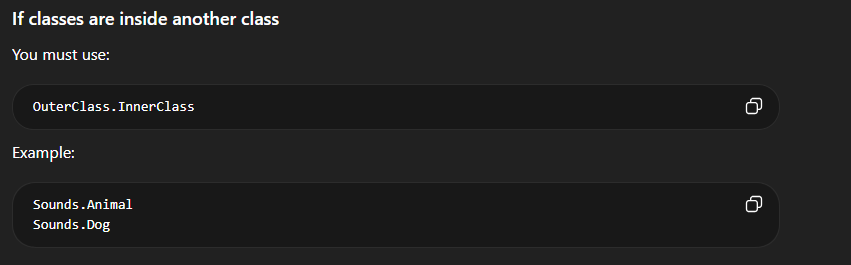 If classes are inside another class
You must use:
OuterClass.InnerClass
Example:
Sounds.Animal
Sounds.Dog